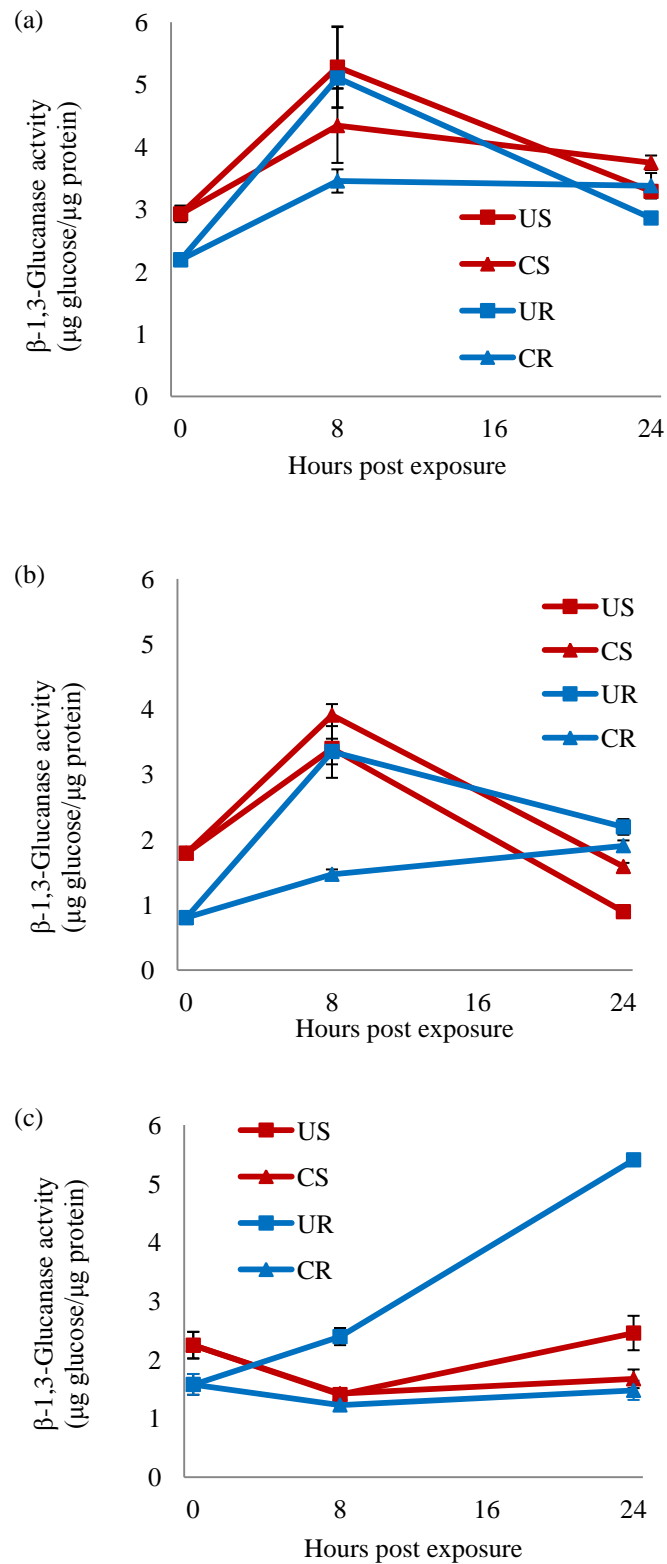 (a)
β-1,3-Glucanase actvity
(µg glucose/µg protein)
6
5
4
3
2
1
0
US
CS
UR
CR
0 8 16 24
Hours post exposure
(b)
β-1,3-Glucanase actvity
(µg glucose/µg protein)
6
5
4
3
2
1
0
US
CS
UR
CR
0 8 16 24
Hours post exposure
(c)
β-1,3-Glucanase actvity
(µg glucose/µg protein)
6
5
4
3
2
1
0
US
CS
UR
CR
0 8 16 24
Hours post exposure